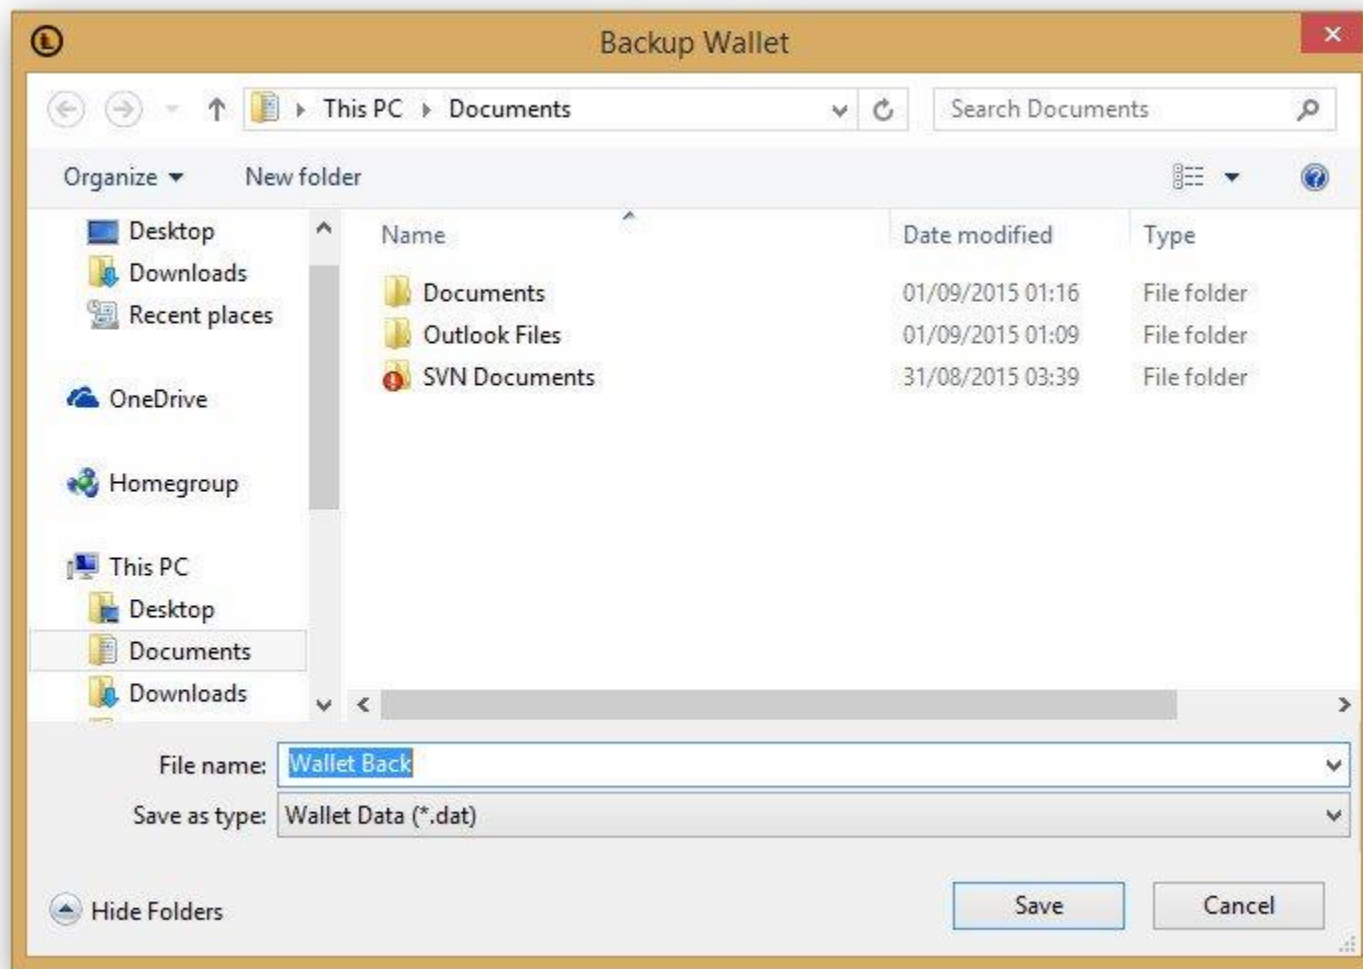 Backup Wallet
This PC Documents
Search Documents
Organize New folder
Name Date modified Type
Desktop
Downloads
Recent places
OneDrive
Homegroup
This PC
Desktop
Documents
Downloads
Documents 01/09/2015 01:16 File folder
Outlook Files 01/09/2015 01:09 File folder
SVN Documents 31/08/2015 03:39 File folder
File name: Wallet Back
Save as type: Wallet Data (*.dat)
Hide Folders
Save Cancel